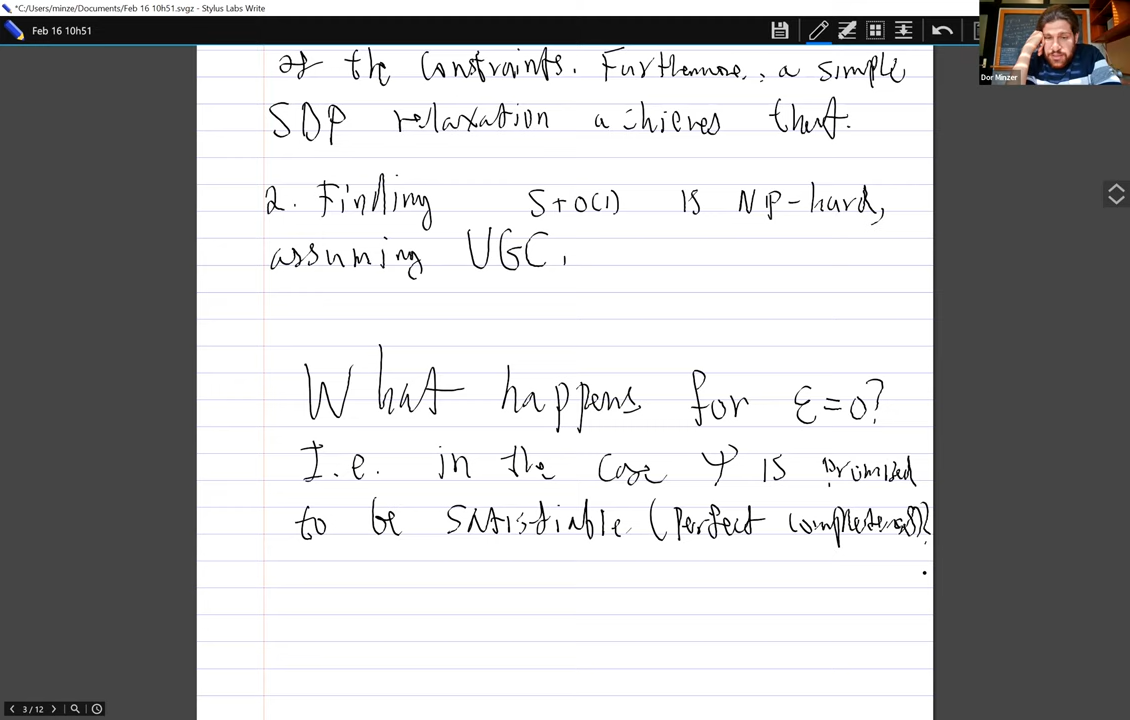 *C:/Users/minze/Documents/Feb 16 10h51.svgz - Stylus Labs Write
Feb 16 10h51
Dor Minzer
of the constraints. Furthermore, a simple
SDP relaxation achieves that.
2. Finding S+o(1) is NP-hard,
assuming UGC.
What happens for ε=0?
I.e. in the case Ψ is promised
to be satisfiable (perfect completeness)?
3 / 12